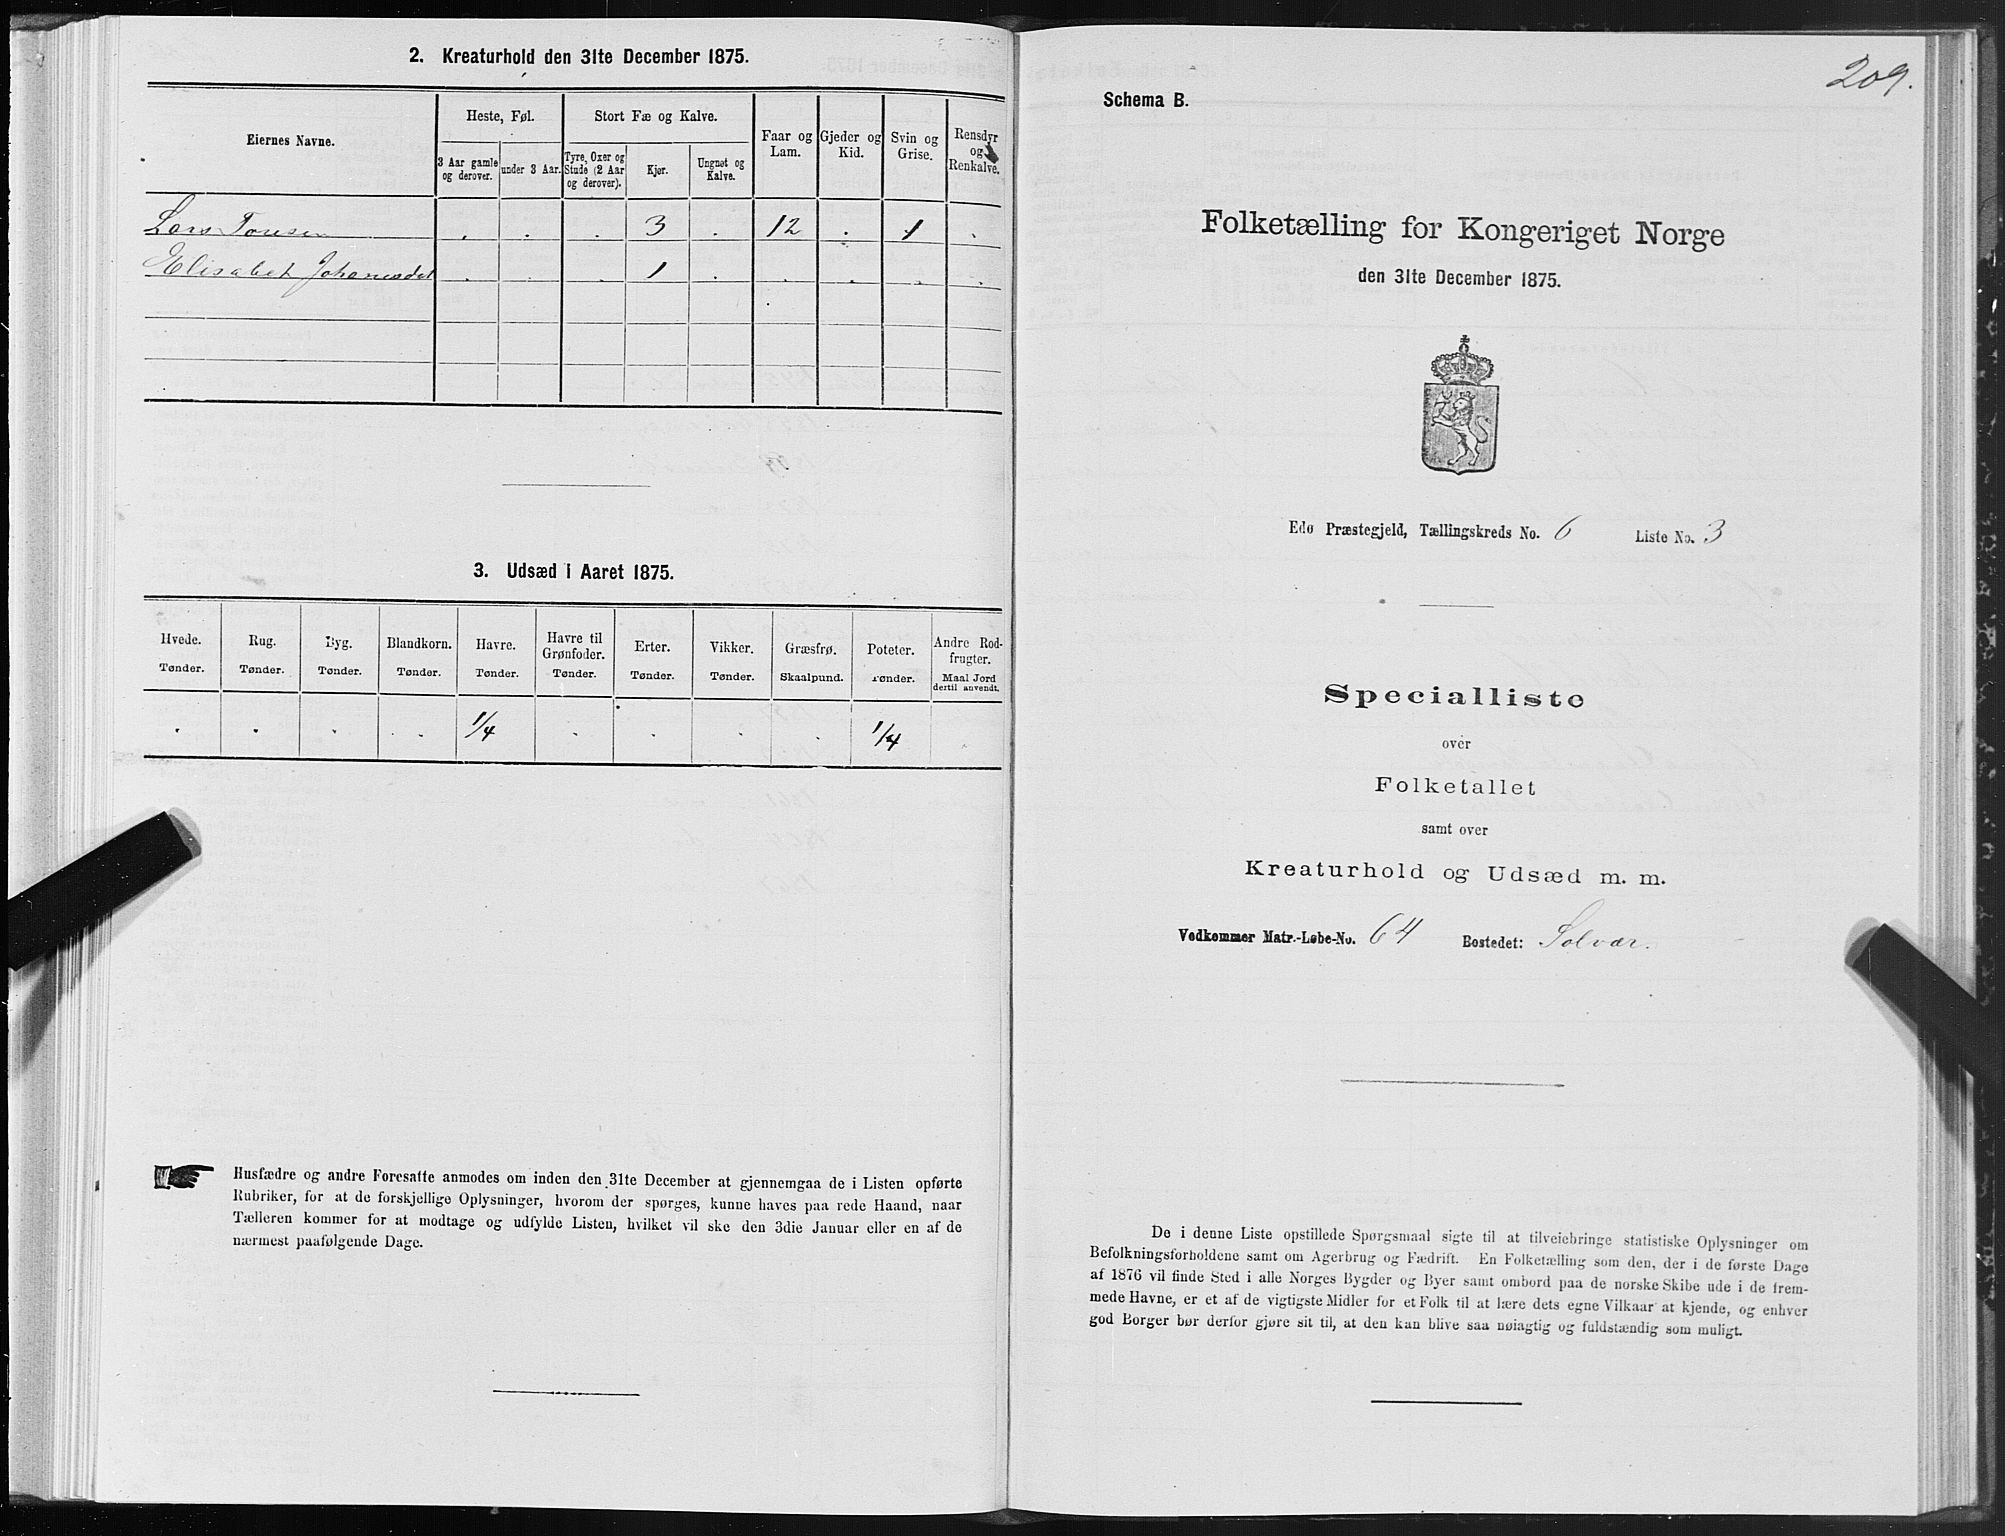 2. Kreaturhold den 31te December 1875.
Eiernes Navne.
Heste, Føl.
3 Aar gamle og derover.
under 3 Aar.
Stort Fæ og Kalve.
Tyre, Oxer og Stude (2 Aar og derover).
Kjør.
Ungnøt og Kalve.
Faar og Lam.
Gjeder og Kid.
Svin og Grise.
Rensdyr og Renkalve.
Lars Toresen . . . 3 . 12 . 1 .
Elisabet Johanesdat . . . 1 . . . . .
3. Udsæd i Aaret 1875.
Hvede. Tønder.
Rug. Tønder.
Byg. Tønder.
Blandkorn. Tønder.
Havre. Tønder.
Havre til Grønfoder. Tønder.
Erter. Tønder.
Vikker. Tønder.
Græsfrø. Skaalpund.
Poteter. Tønder.
Andre Rodfrugter. Maal Jord dertil anvendt.
. . . . 1/4 . . . . 1/4 .
Husfædre og andre Foresatte anmodes om inden den 31te December at gjennemgaa de i Listen opførte
Rubriker, for at de forskjellige Oplysninger, hvorom der spørges, kunne haves paa rede Haand, naar
Tælleren kommer for at modtage og udfylde Listen, hvilket vil ske den 3die Januar eller en af de
nærmest paafølgende Dage.
209.
Schema B.
Folketælling for Kongeriget Norge
den 31te December 1875.
Edø Præstegjeld, Tællingskreds No. 6 Liste No. 3
Specialliste
over
Folketallet
samt over
Kreaturhold og Udsæd m. m.
Vedkommer Matr.-Løbe-No. 64 Bostedet: Solvær.
De i denne Liste opstillede Spørgsmaal sigte til at tilveiebringe statistiske Oplysninger om
Befolkningsforholdene samt om Agerbrug og Fædrift. En Folketælling som den, der i de første Dage
af 1876 vil finde Sted i alle Norges Bygder og Byer samt ombord paa de norske Skibe ude i de frem-
mede Havne, er et af de vigtigste Midler for et Folk til at lære dets egne Vilkaar at kjende, og enhver
god Borger bør derfor gjøre sit til, at den kan blive saa nøiagtig og fuldstændig som muligt.